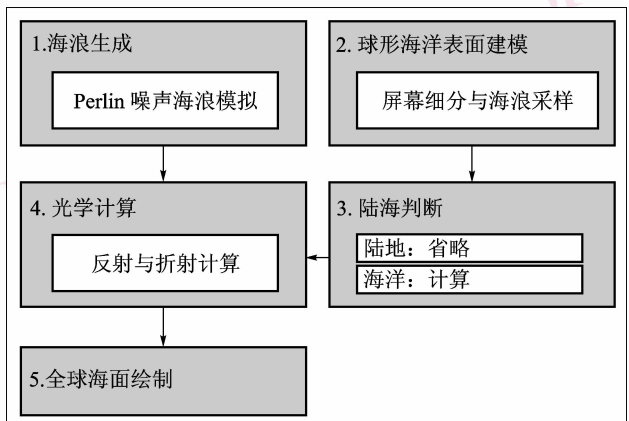 1.海浪生成
Perlin 噪声海浪模拟
2. 球形海洋表面建模
屏幕细分与海浪采样
4. 光学计算
反射与折射计算
3. 陆海判断
陆地：省略
海洋：计算
5.全球海面绘制